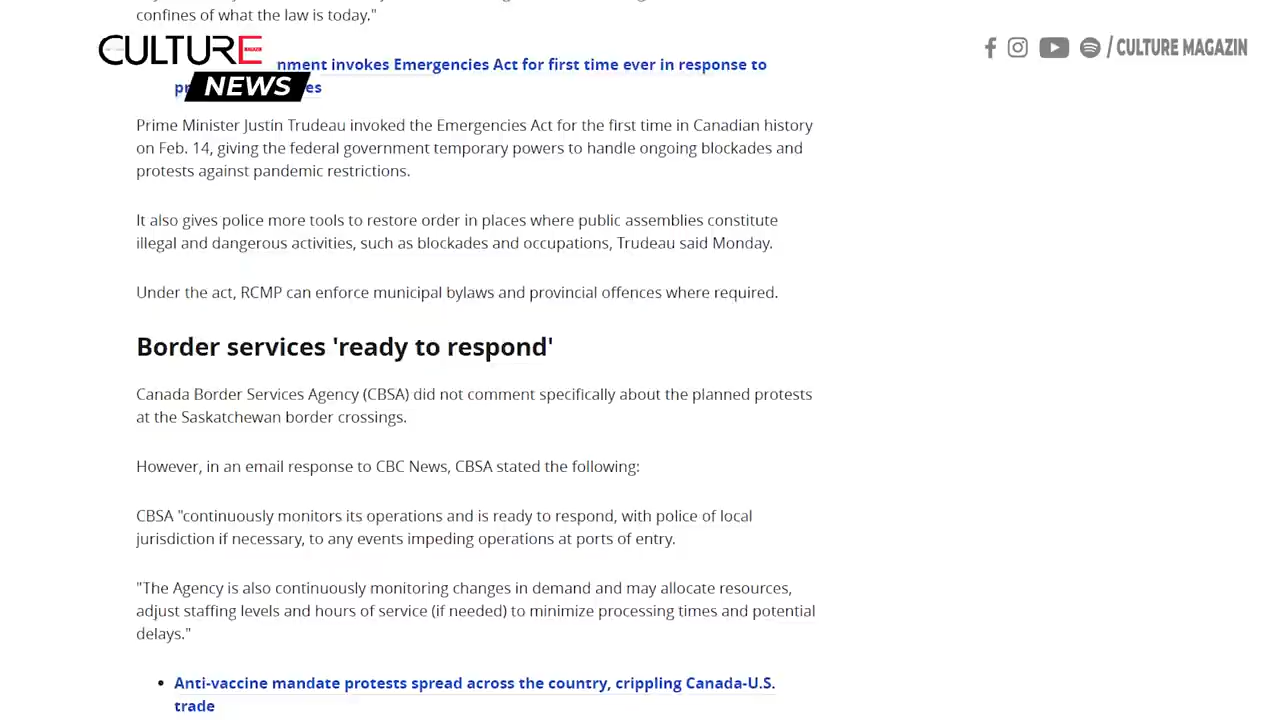 confines of what the law is today."
CULTURE
NEWS
/ CULTURE MAGAZIN
nment invokes Emergencies Act for first time ever in response to
es
Prime Minister Justin Trudeau invoked the Emergencies Act for the first time in Canadian history
on Feb. 14, giving the federal government temporary powers to handle ongoing blockades and
protests against pandemic restrictions.
It also gives police more tools to restore order in places where public assemblies constitute
illegal and dangerous activities, such as blockades and occupations, Trudeau said Monday.
Under the act, RCMP can enforce municipal bylaws and provincial offences where required.
Border services 'ready to respond'
Canada Border Services Agency (CBSA) did not comment specifically about the planned protests
at the Saskatchewan border crossings.
However, in an email response to CBC News, CBSA stated the following:
CBSA "continuously monitors its operations and is ready to respond, with police of local
jurisdiction if necessary, to any events impeding operations at ports of entry.
"The Agency is also continuously monitoring changes in demand and may allocate resources,
adjust staffing levels and hours of service (if needed) to minimize processing times and potential
delays."
• Anti-vaccine mandate protests spread across the country, crippling Canada-U.S.
trade